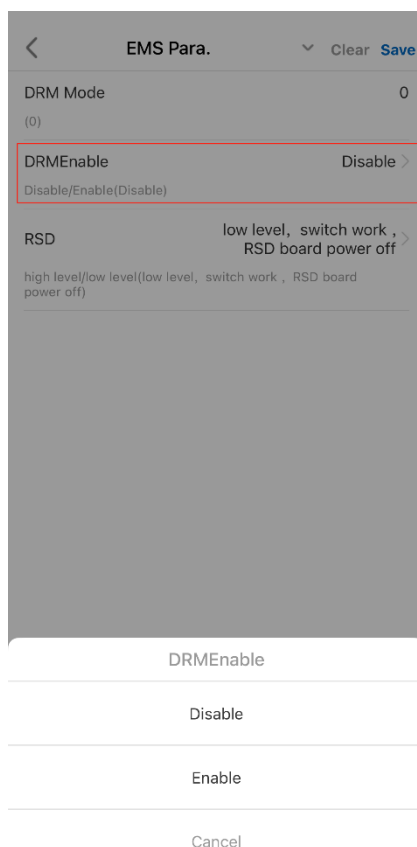 EMS Para.
Clear Save
DRM Mode 0
(0)
DRMEnable Disable
Disable/Enable(Disable)
RSD low level，switch work ,
RSD board power off
high level/low level(low level，switch work , RSD board
power off)
DRMEnable
Disable
Enable
Cancel